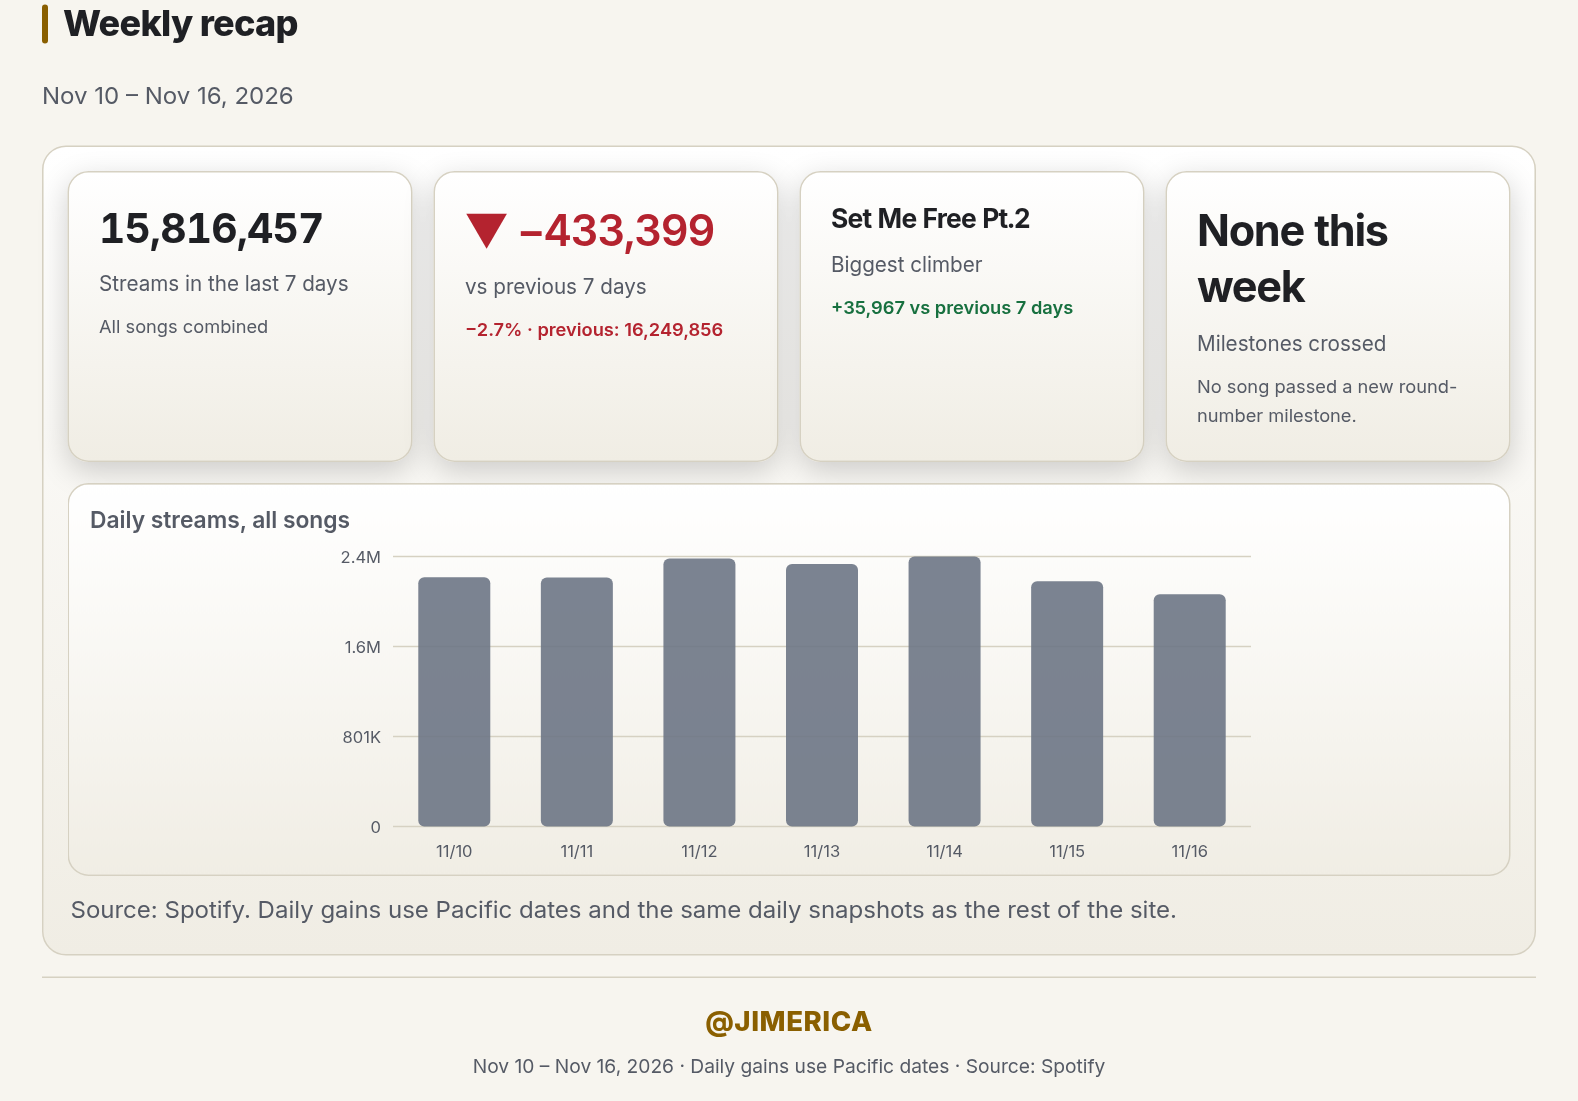 Weekly recap
Nov 10 – Nov 16, 2026
15,816,457
Streams in the last 7 days
All songs combined
▼ −433,399
vs previous 7 days
−2.7% · previous: 16,249,856
Set Me Free Pt.2
Biggest climber
+35,967 vs previous 7 days
None this
week
Milestones crossed
No song passed a new round-
number milestone.
Daily streams, all songs
2.4M
1.6M
801K
0
11/10 11/11 11/12 11/13 11/14 11/15 11/16
Source: Spotify. Daily gains use Pacific dates and the same daily snapshots as the rest of the site.
@JIMERICA
Nov 10 – Nov 16, 2026 · Daily gains use Pacific dates · Source: Spotify